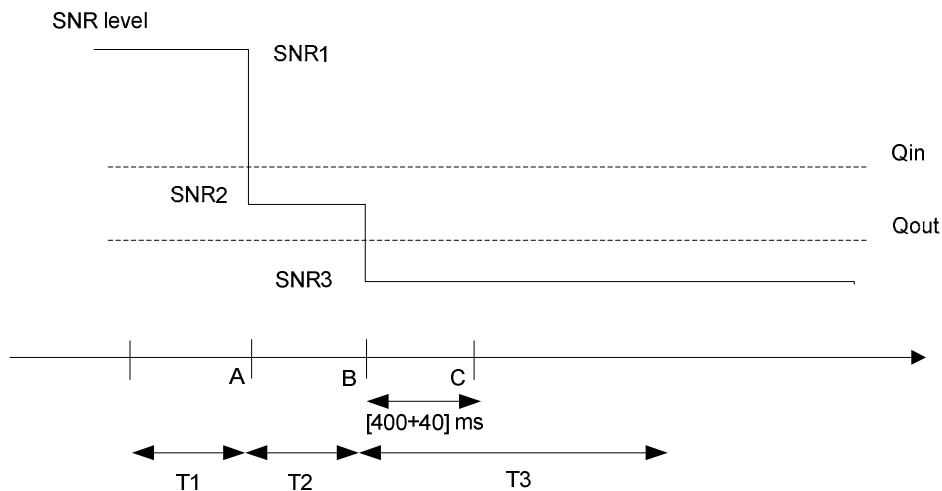 SNR level
SNR1
Qin
SNR2
Qout
SNR3
A
B
C
[400+40] ms
T1
T2
T3